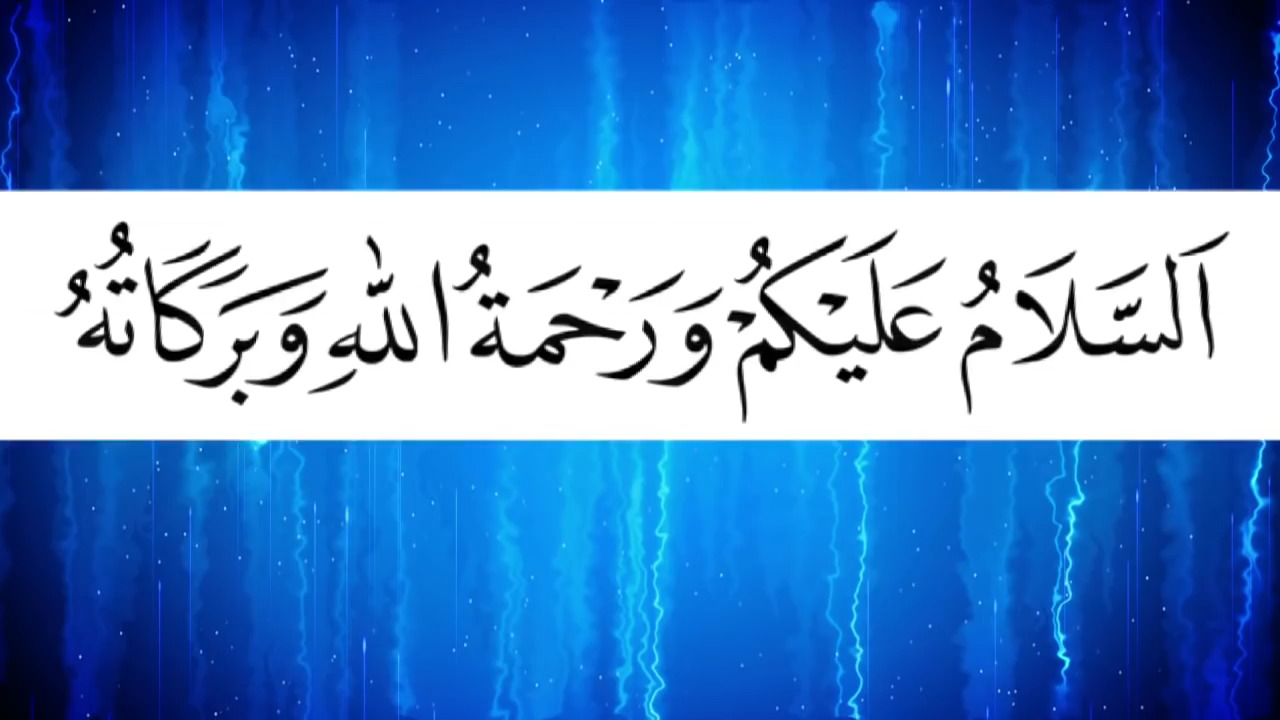 اَلسَّلَامُ عَلَيْكُمْ وَرَحْمَةُ اللهِ وَبَرَكَاتُهُ